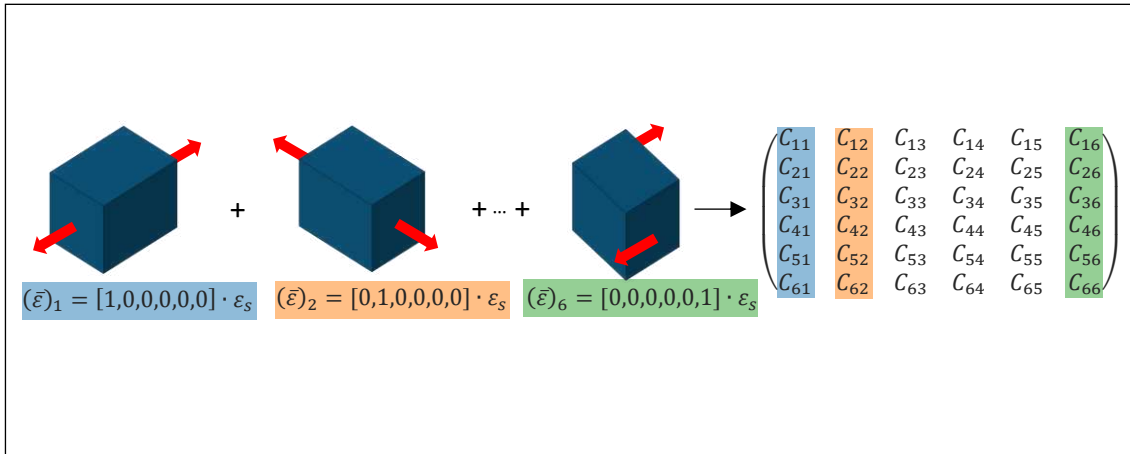 + + ... +
(ε̄)₁ = [1,0,0,0,0,0] · εₛ
(ε̄)₂ = [0,1,0,0,0,0] · εₛ
(ε̄)₆ = [0,0,0,0,0,1] · εₛ
C₁₁ C₁₂ C₁₃ C₁₄ C₁₅ C₁₆
C₂₁ C₂₂ C₂₃ C₂₄ C₂₅ C₂₆
C₃₁ C₃₂ C₃₃ C₃₄ C₃₅ C₃₆
C₄₁ C₄₂ C₄₃ C₄₄ C₄₅ C₄₆
C₅₁ C₅₂ C₅₃ C₅₄ C₅₅ C₅₆
C₆₁ C₆₂ C₆₃ C₆₄ C₆₅ C₆₆